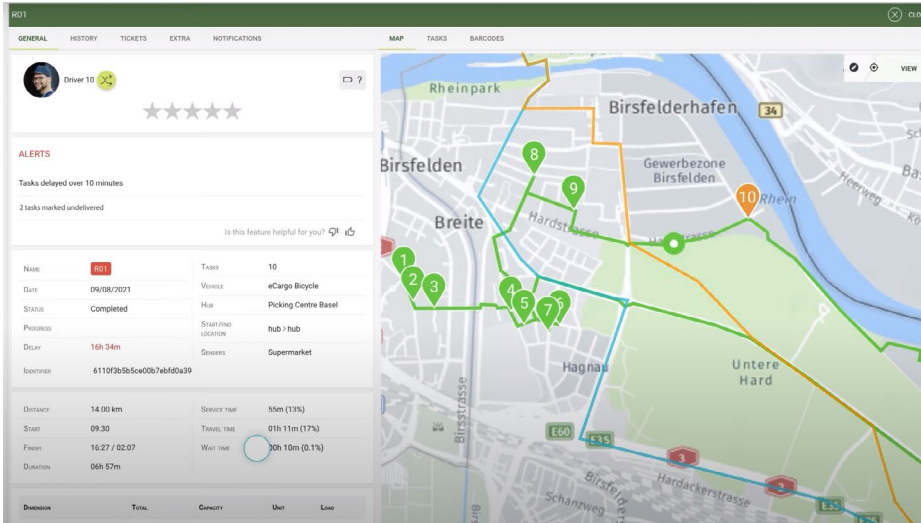 R01
CLO
GENERAL HISTORY TICKETS EXTRA NOTIFICATIONS
MAP TASKS BARCODES
Driver 10
?
ALERTS
Tasks delayed over 10 minutes
2 tasks marked undelivered
Is this feature helpful for you?
NAME R01
DATE 09/08/2021
STATUS Completed
PROGRESS
DELAY 16h 34m
IDENTIFIER 6110f3b5b5ce00b7ebfd0a39
TASKS 10
VEHICLE eCargo Bicycle
HUB Picking Centre Basel
START/END
LOCATION hub > hub
SENDERS Supermarket
DISTANCE 14.00 km
START 09:30
FINISH 16:27 / 02:07
DURATION 06h 57m
SERVICE TIME 55m (13%)
TRAVEL TIME 01h 11m (17%)
WAIT TIME 00h 10m (0.1%)
DIMENSION TOTAL CAPACITY UNIT LOAD
VIEW
Rheinpark
Birsfelderhafen
34
Birsfelden
8
Gewerbezone
Birsfelden
9
10
Rhein
Heerweg
Breite
Hardstrasse
1
2
3
4
5
7
6
Hagnau
Untere
Hard
Birsstrasse
E60
E35
3
Hardackerstrasse
3
Schanzweg
E35